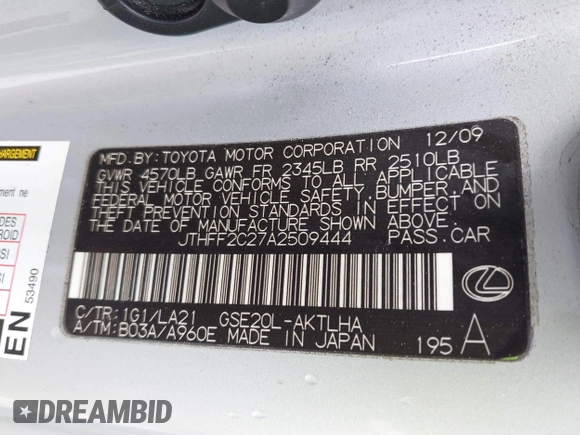 MFD.BY:TOYOTA MOTOR CORPORATION 12/09
GVWR 4570LB GAWR FR 2345LB RR 2510LB
THIS VEHICLE CONFORMS TO ALL APPLICABLE
FEDERAL MOTOR VEHICLE SAFETY, BUMPER, AND
THEFT PREVENTION STANDARDS IN EFFECT ON
THE DATE OF MANUFACTURE SHOWN ABOVE.
JTHFF2C27A2509444 PASS.CAR
C/TR:1G1/LA21 GSE20L-AKTLHA
A/TM:B03A/A960E MADE IN JAPAN 195 A
EN 53490
DREAMBID